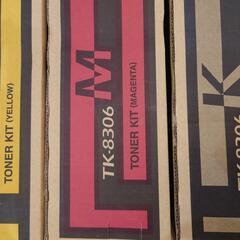 TONER KIT (YELLOW)
M
TK-8306
TONER KIT (MAGENTA)
K
TK-8306